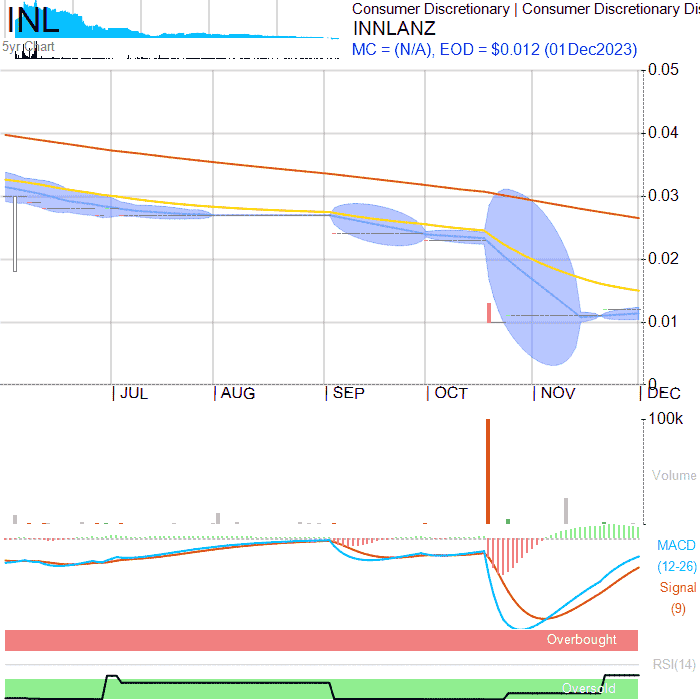 INL
5yr Chart
Consumer Discretionary | Consumer Discretionary Dis
INNLANZ
MC = (N/A), EOD = $0.012 (01Dec2023)
0.05
0.04
0.03
0.02
0.01
0
| JUL | AUG | SEP | OCT | NOV | DEC
100k
Volume
MACD
(12-26)
Signal
(9)
Overbought
RSI(14)
Oversold